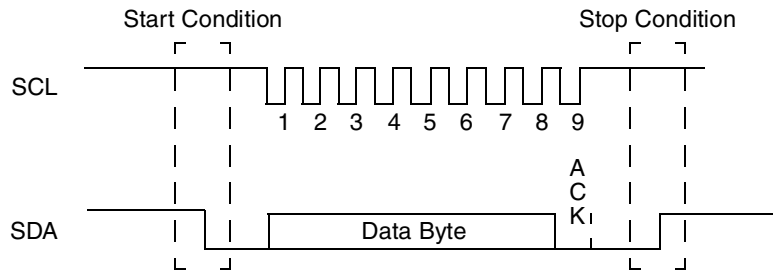 Start Condition Stop Condition
SCL
1 2 3 4 5 6 7 8 9
A
C
K
SDA
Data Byte